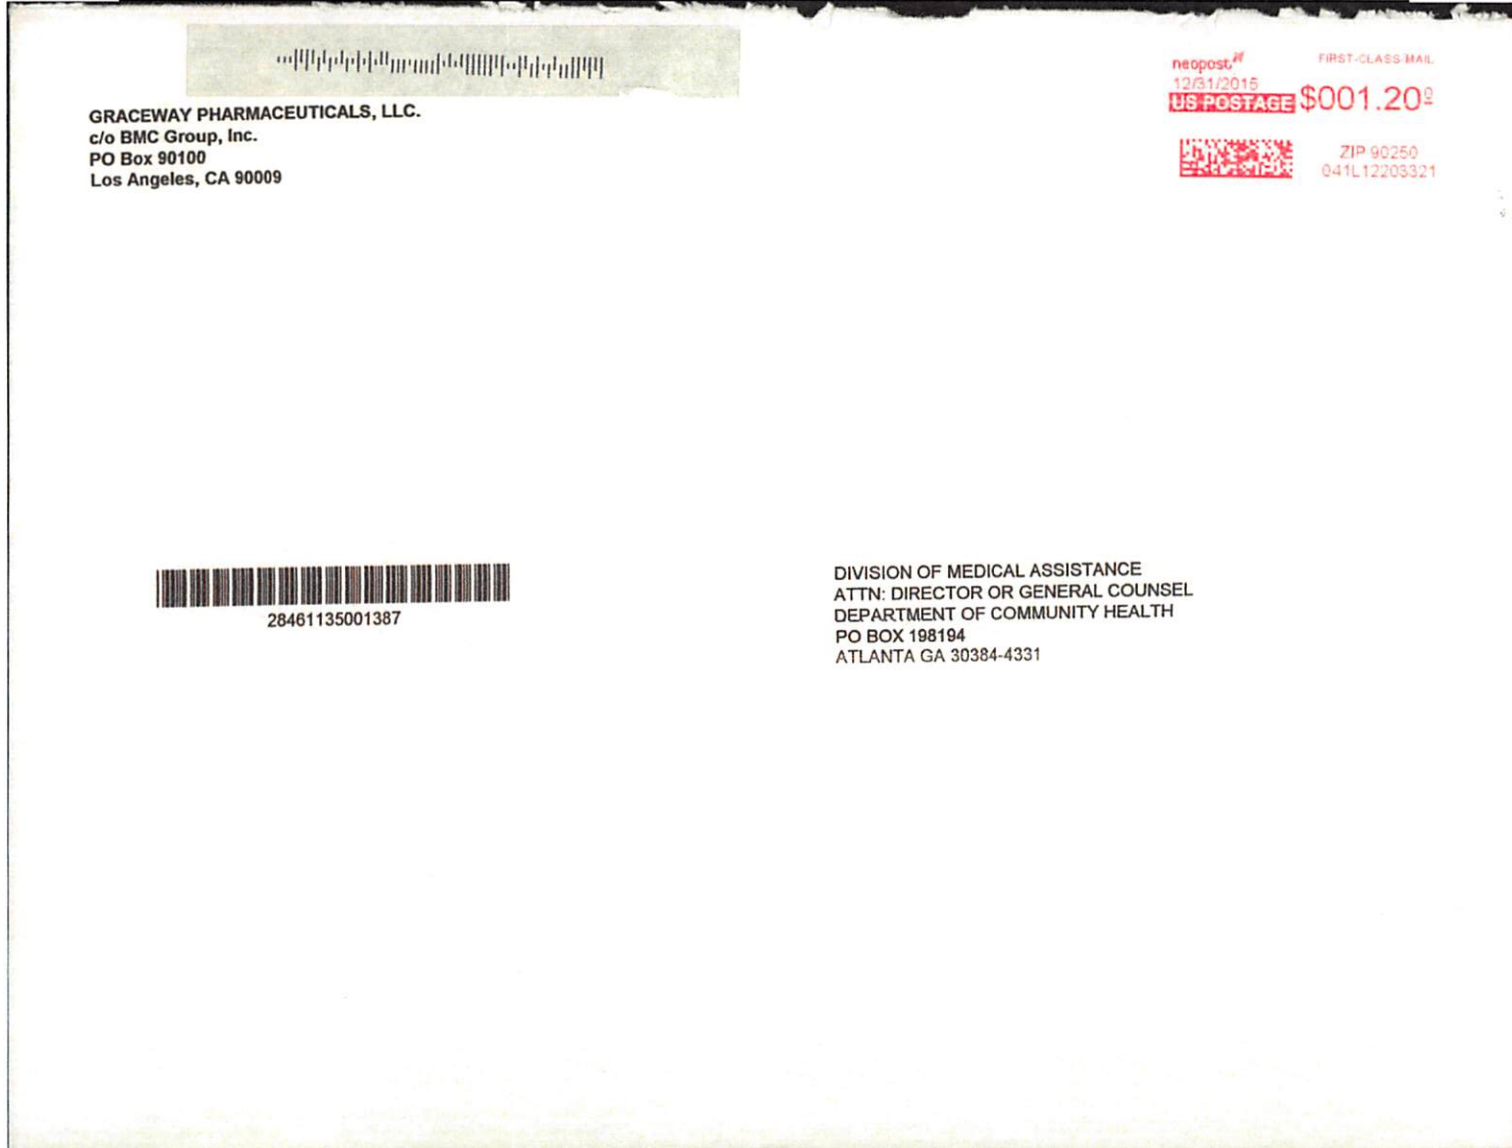 GRACEWAY PHARMACEUTICALS, LLC.
c/o BMC Group, Inc.
PO Box 90100
Los Angeles, CA 90009
neopost
FIRST-CLASS MAIL
12/31/2015
US POSTAGE $001.20⁰
ZIP 90250
041L12203321
28461135001387
DIVISION OF MEDICAL ASSISTANCE
ATTN: DIRECTOR OR GENERAL COUNSEL
DEPARTMENT OF COMMUNITY HEALTH
PO BOX 198194
ATLANTA GA 30384-4331